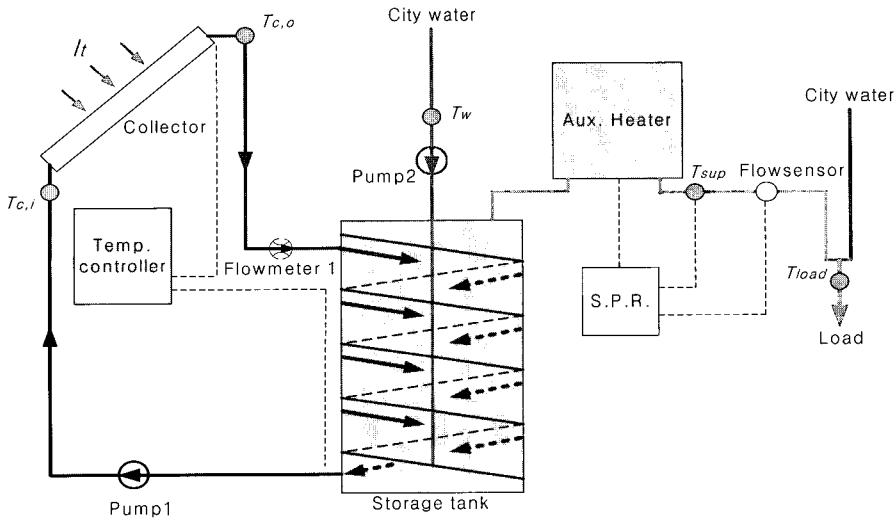 Tc,o
City water
It
Collector
Tw
Aux. Heater
City water
Pump2
Tsup
Flowsensor
Tc,i
Temp.
controller
Flowmeter 1
Tload
S.P.R.
Load
Storage tank
Pump1